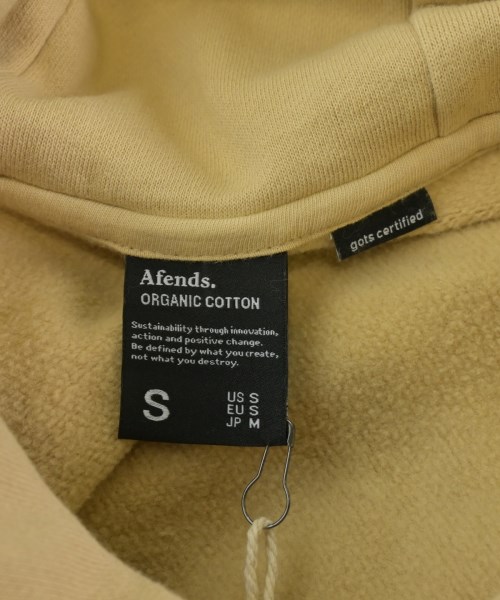 gots certified
Afends.
ORGANIC COTTON
Sustainability through innovation,
action and positive change.
Be defined by what you create,
not what you destroy.
S
US S
EU S
JP M